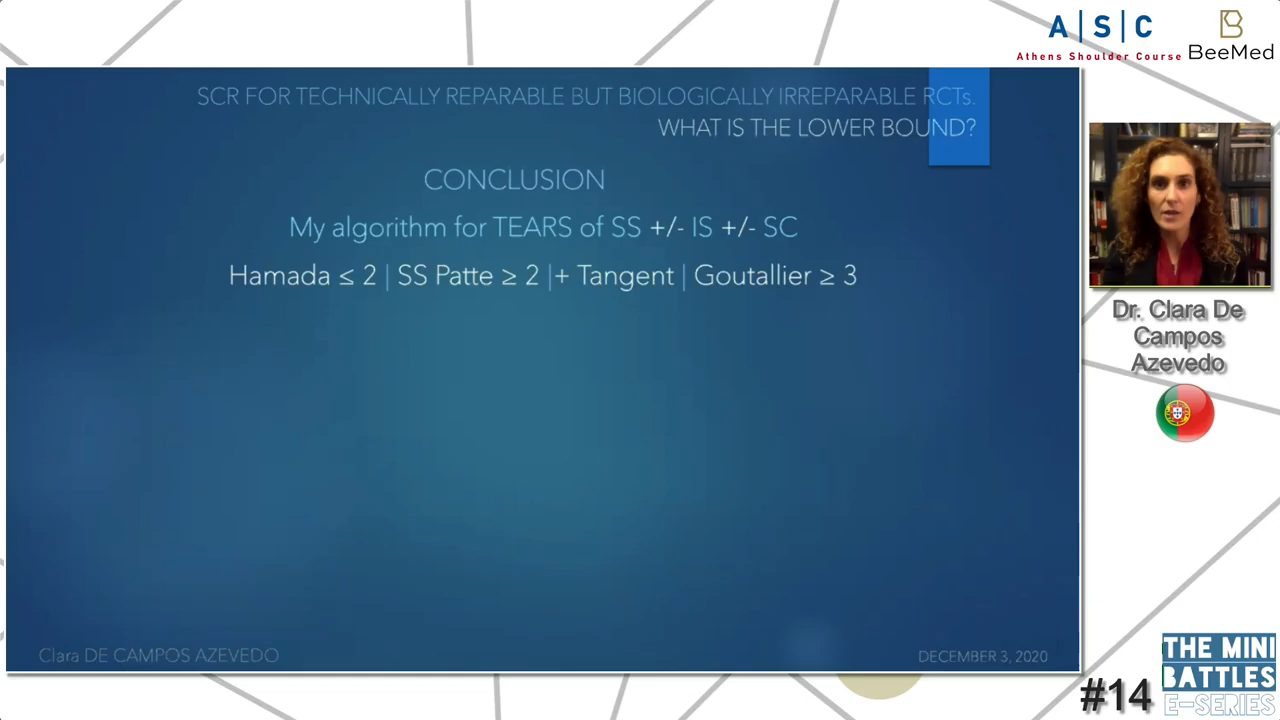 A|S|C
Athens Shoulder Course
BeeMed
SCR FOR TECHNICALLY REPARABLE BUT BIOLOGICALLY IRREPARABLE RCTs.
WHAT IS THE LOWER BOUND?
CONCLUSION
My algorithm for TEARS of SS +/- IS +/- SC
Hamada ≤ 2 | SS Patte ≥ 2 |+ Tangent | Goutallier ≥ 3
Clara DE CAMPOS AZEVEDO
DECEMBER 3, 2020
Dr. Clara De
Campos
Azevedo
#14
THE MINI
BATTLES
E-SERIES